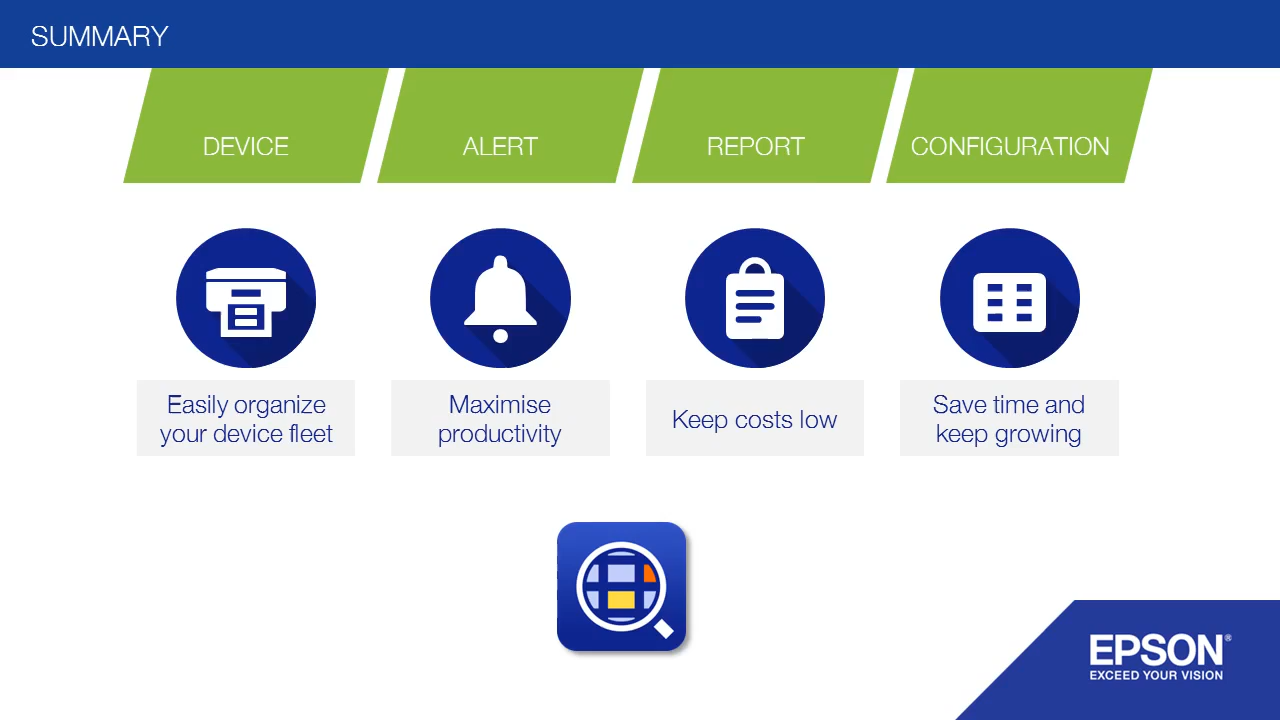 SUMMARY
DEVICE
ALERT
REPORT
CONFIGURATION
Easily organize
your device fleet
Maximise
productivity
Keep costs low
Save time and
keep growing
EPSON®
EXCEED YOUR VISION